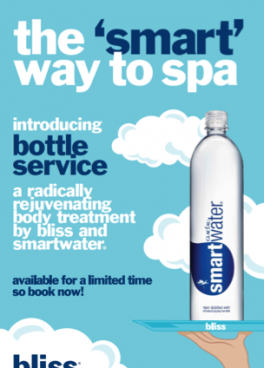 the ‘smart’
way to spa
introducing
bottle
service
a radically
rejuvenating
body treatment
by bliss and
smartwater.
available for a limited time
so book now!
GLACÉAU
smartwater.
bliss
bliss